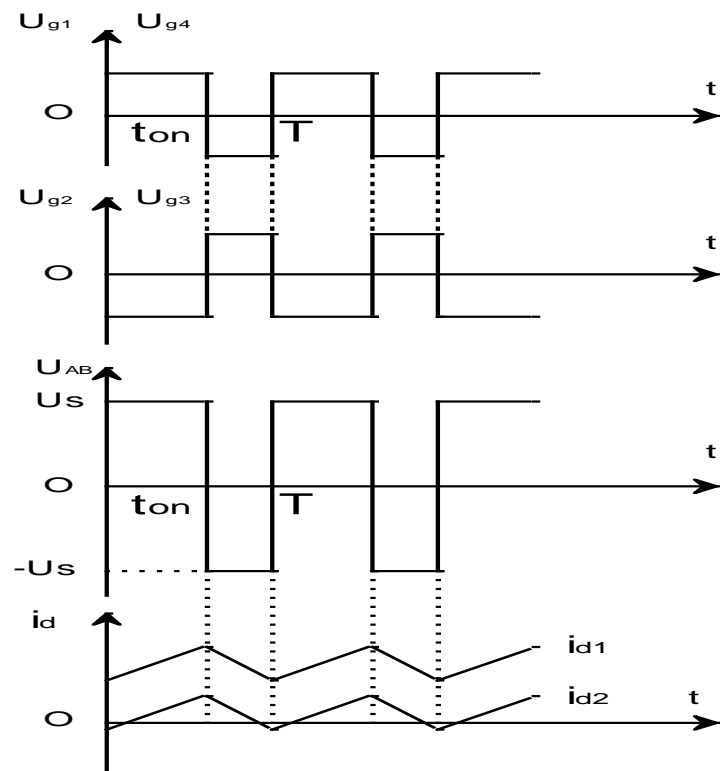 Ug1 Ug4
t
O
ton T
Ug2 Ug3
t
O
UAB
Us
t
O
ton T
-Us
id
id1
id2 t
O